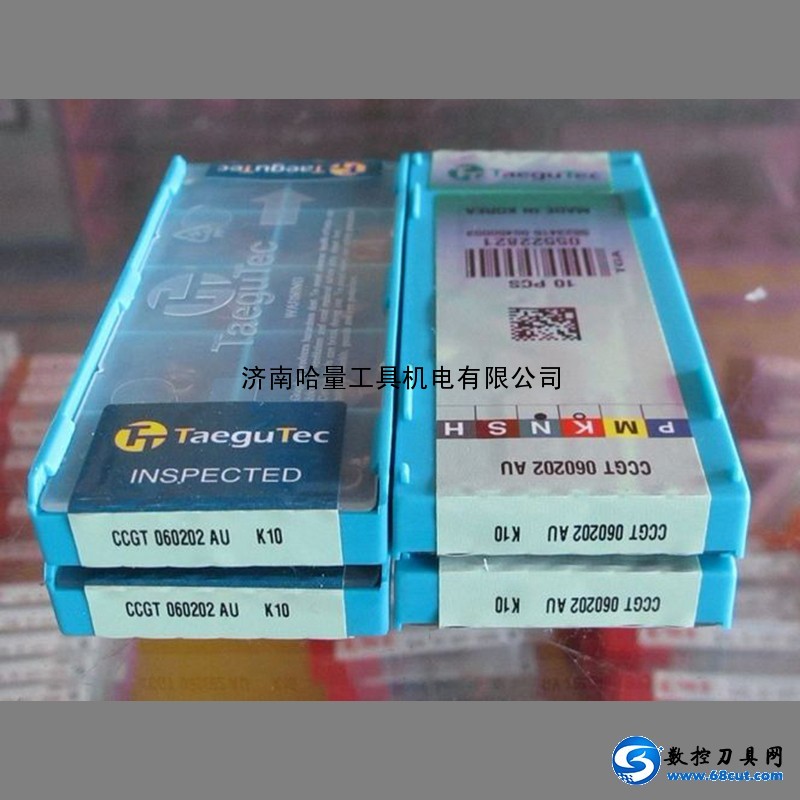 TaeguTec
TaeguTec
TaeguTec
INSPECTED
CCGT 060202 AU K10
CCGT 060202 AU K10
TaeguTec
MADE IN KOREA
05522821
10 PCS
TGIA
P M K N S H
CCGT 060202 AU
CCGT 060202 AU K10
CCGT 060202 AU K10
济南哈量工具机电有限公司
数控刀具网
www.68cut.com